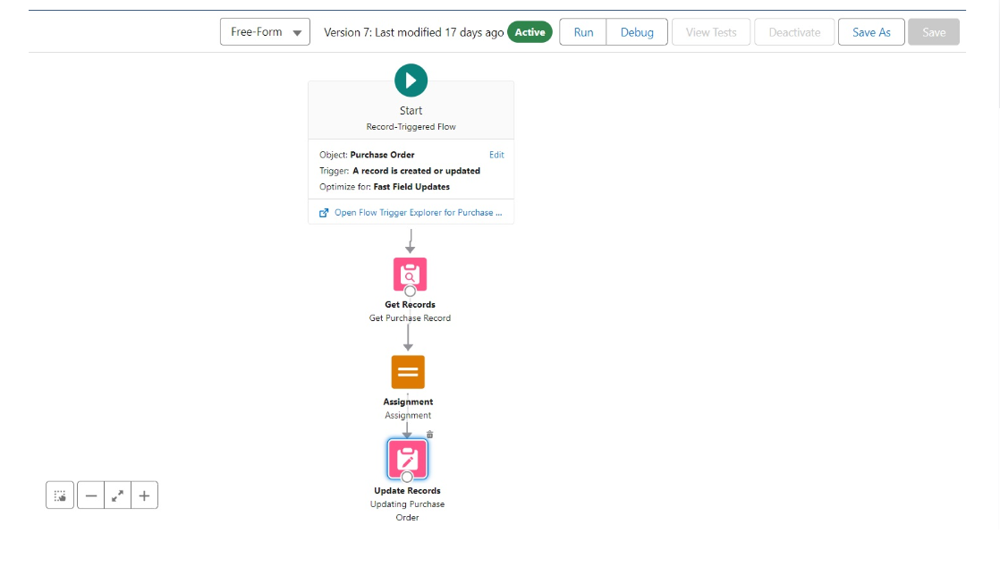 Free-Form Version 7: Last modified 17 days ago Active Run Debug View Tests Deactivate Save As Save
Start
Record-Triggered Flow
Object: Purchase Order Edit
Trigger: A record is created or updated
Optimize for: Fast Field Updates
Open Flow Trigger Explorer for Purchase ...
Get Records
Get Purchase Record
Assignment
Assignment
Update Records
Updating Purchase
Order